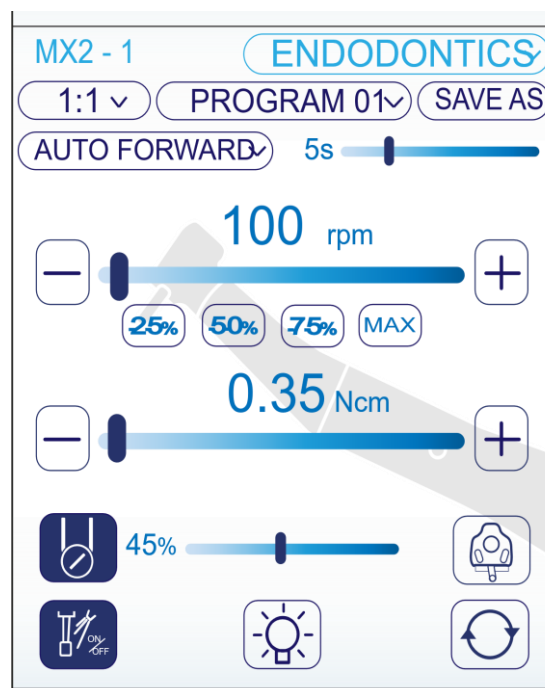 MX2 - 1 ENDODONTICS
1:1 PROGRAM 01 SAVE AS
AUTO FORWARD 5s
100 rpm
25% 50% 75% MAX
0.35 Ncm
45%
ON/OFF